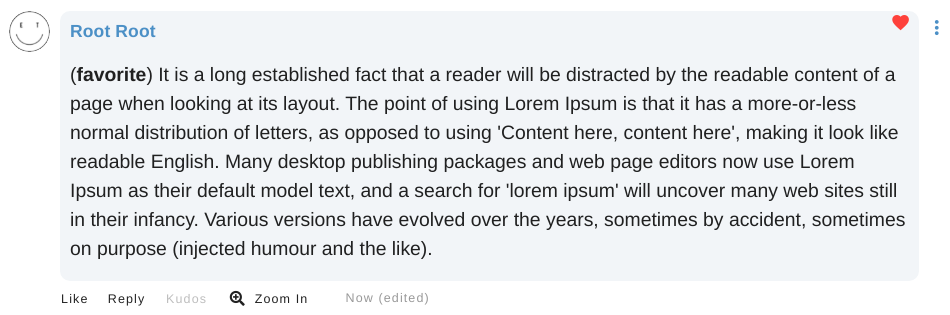 Root Root
(favorite) It is a long established fact that a reader will be distracted by the readable content of a
page when looking at its layout. The point of using Lorem Ipsum is that it has a more-or-less
normal distribution of letters, as opposed to using 'Content here, content here', making it look like
readable English. Many desktop publishing packages and web page editors now use Lorem
Ipsum as their default model text, and a search for 'lorem ipsum' will uncover many web sites still
in their infancy. Various versions have evolved over the years, sometimes by accident, sometimes
on purpose (injected humour and the like).
Like Reply Kudos Zoom In Now (edited)